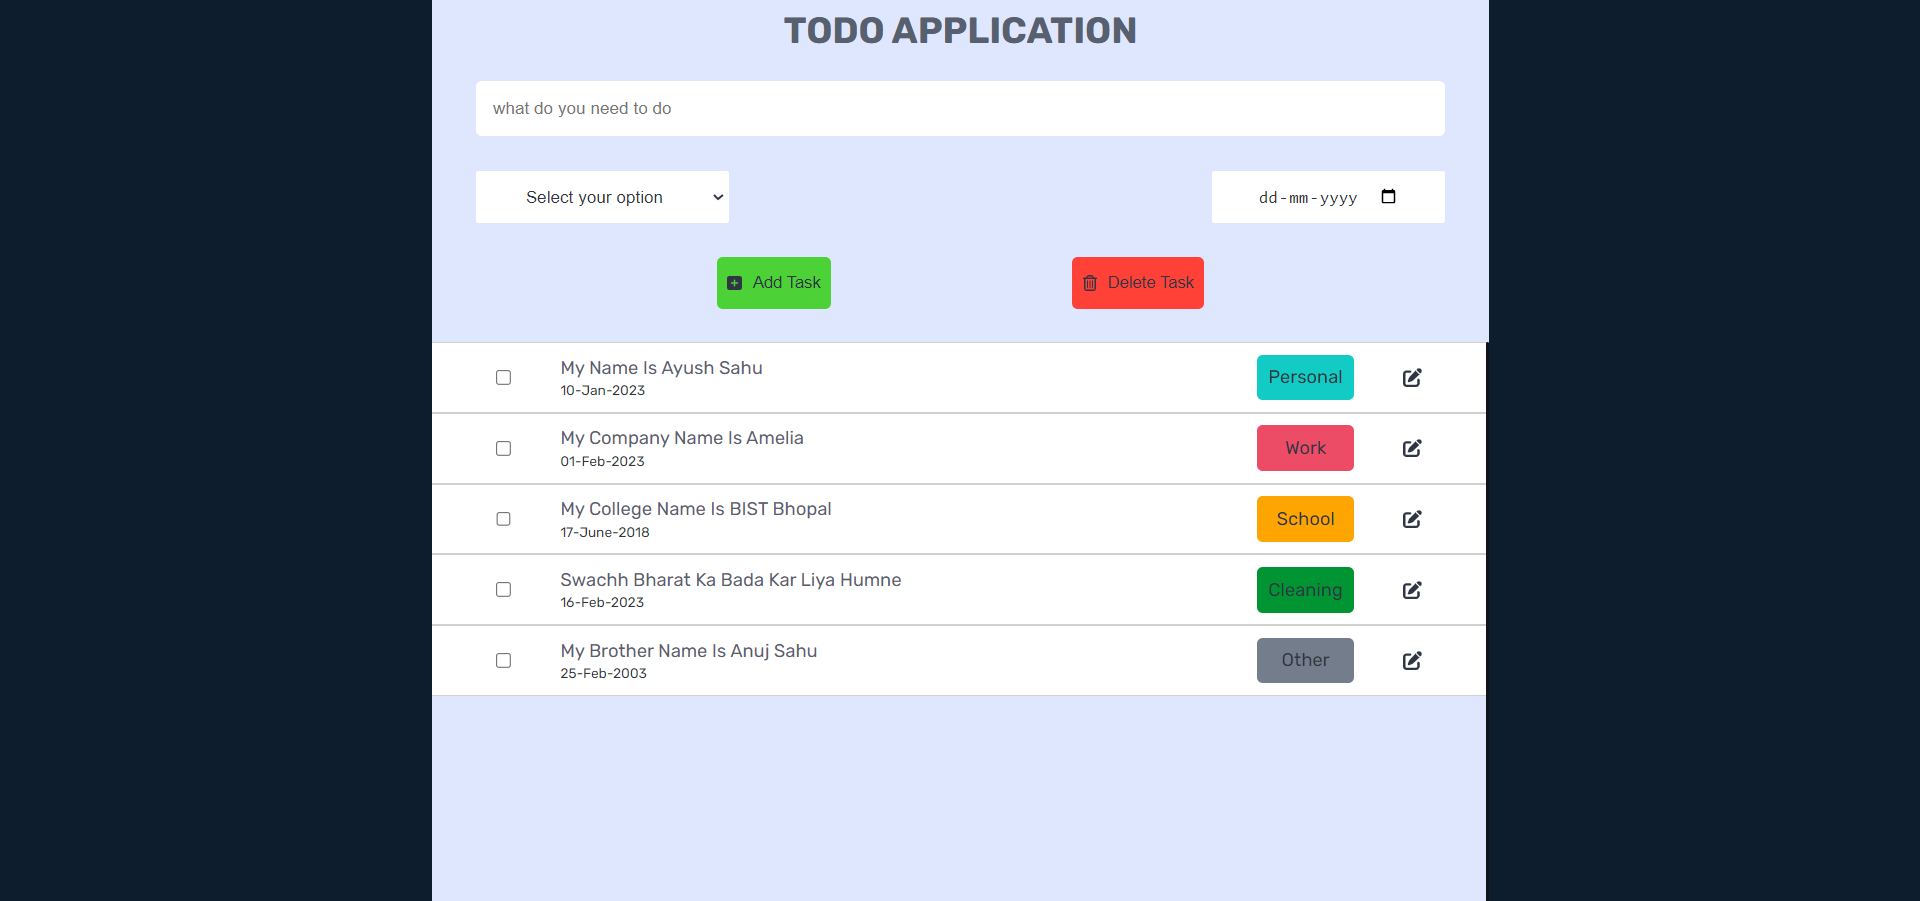 TODO APPLICATION
what do you need to do
Select your option
dd-mm-yyyy
Add Task
Delete Task
My Name Is Ayush Sahu
10-Jan-2023
Personal
My Company Name Is Amelia
01-Feb-2023
Work
My College Name Is BIST Bhopal
17-June-2018
School
Swachh Bharat Ka Bada Kar Liya Humne
16-Feb-2023
Cleaning
My Brother Name Is Anuj Sahu
25-Feb-2003
Other